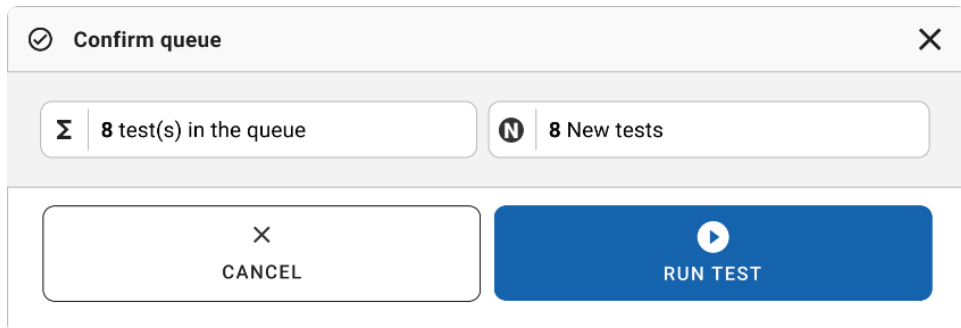 Confirm queue
Σ 8 test(s) in the queue
N 8 New tests
CANCEL
RUN TEST